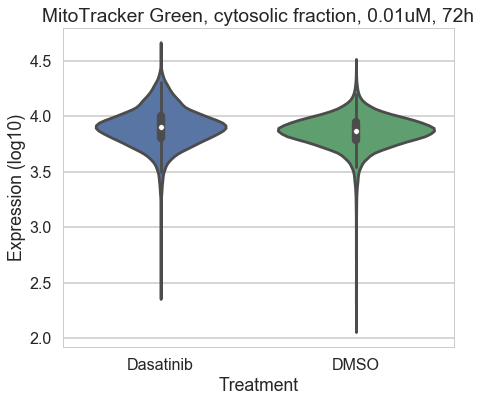 MitoTracker Green, cytosolic fraction, 0.01uM, 72h
Expression (log10)
4.5
4.0
3.5
3.0
2.5
2.0
Dasatinib
DMSO
Treatment